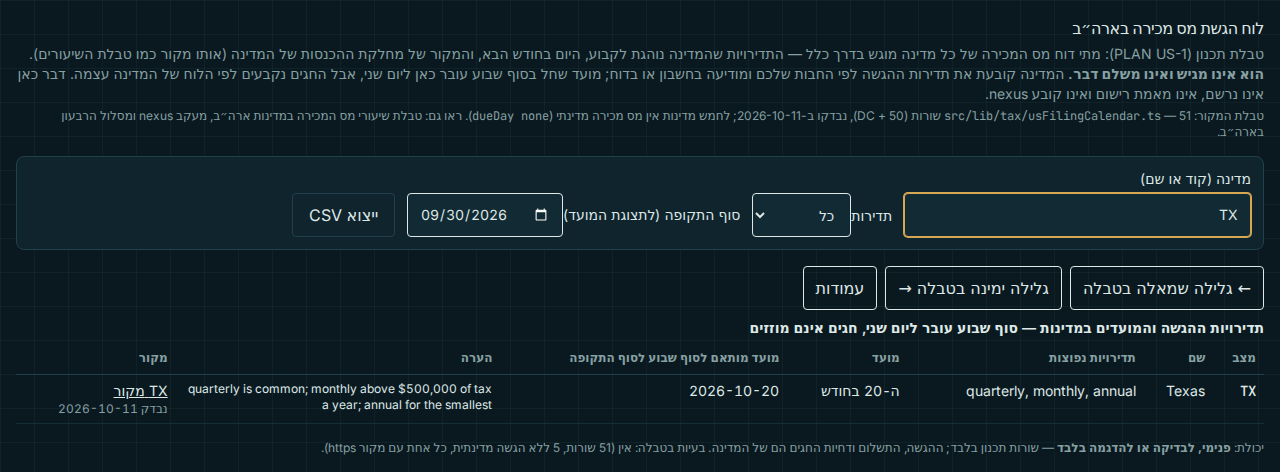 לוח הגשת מס מכירה בארה״ב
טבלת תכנון (PLAN US-1): מתי דוח מס המכירה של כל מדינה מוגש בדרך כלל — התדירויות שהמדינה נוהגת לקבוע, היום בחודש הבא, והמקור של מחלקת ההכנסות של המדינה (אותו מקור כמו טבלת השיעורים).
הוא אינו מגיש ואינו משלם דבר. המדינה קובעת את תדירות ההגשה לפי החבות שלכם ומודיעה בחשבון או בדוח; מועד שחל בסוף שבוע עובר כאן ליום שני, אבל החגים נקבעים לפי הלוח של המדינה עצמה. דבר כאן
אינו נרשם, אינו מאמת רישום ואינו קובע nexus.
טבלת המקור: src/lib/tax/usFilingCalendar.ts — 51 שורות (50 + DC), נבדקו ב-2026-10-11; לחמש מדינות אין מס מכירה מדינתי (dueDay none). ראו גם: טבלת שיעורי מס המכירה במדינות ארה״ב, מעקב nexus ומסלול הרבעון
בארה״ב.
מדינה (קוד או שם)
TX
תדירות
כל
סוף התקופה (לתצוגת המועד)
09/30/2026
ייצוא CSV
← גלילה שמאלה בטבלה
גלילה ימינה בטבלה →
עמודות
תדירויות ההגשה והמועדים במדינות — סוף שבוע עובר ליום שני, חגים אינם מוזזים
מצב שם תדירויות נפוצות מועד מועד מותאם לסוף שבוע לסוף התקופה הערה מקור
TX Texas quarterly, monthly, annual ה-20 בחודש 2026-10-20 quarterly is common; monthly above $500,000 of tax TX מקור
a year; annual for the smallest נבדק 2026-10-11
יכולת: פנימי, לבדיקה או להדגמה בלבד — שורות תכנון בלבד; ההגשה, התשלום ודחיות החגים הם של המדינה. בעיות בטבלה: אין (51 שורות, 5 ללא הגשה מדינתית, כל אחת עם מקור https).